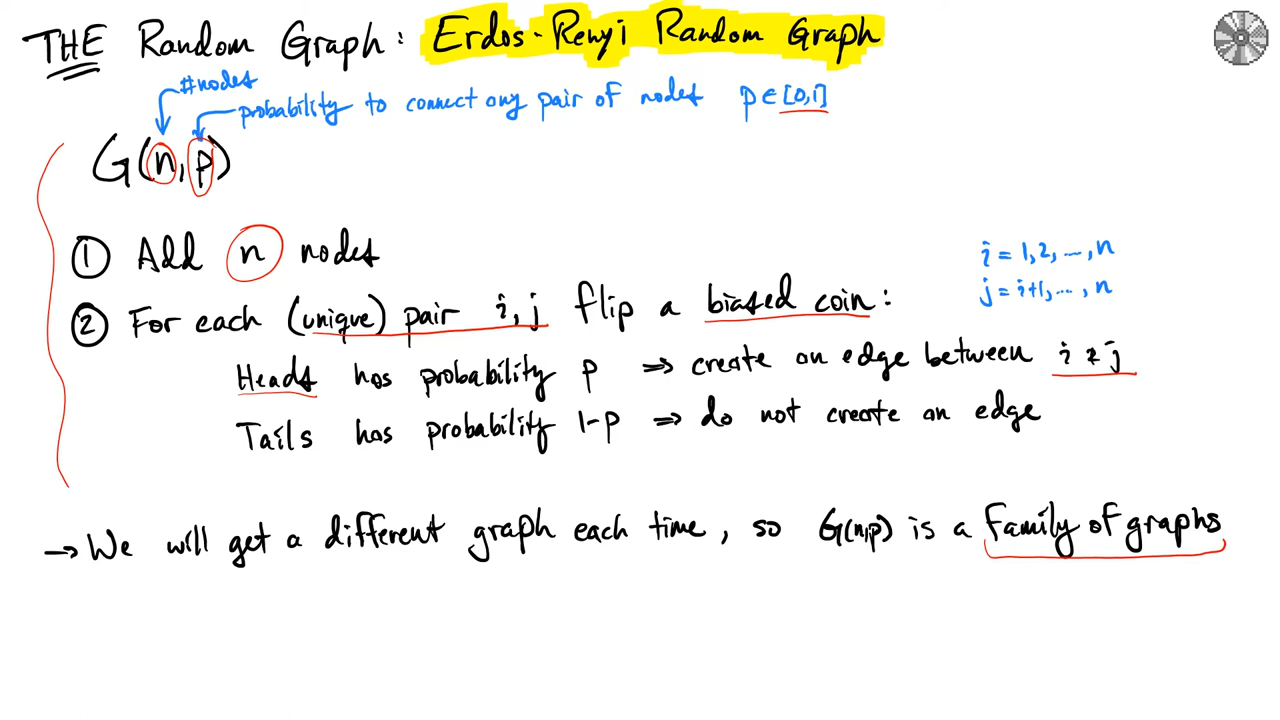 THE Random Graph: Erdos-Renyi Random Graph
#nodes
probability to connect any pair of nodes p ∈ [0,1]
G(n,p)
① Add n nodes
i = 1,2, ..., n
j = i+1, ..., n
② For each (unique) pair i,j flip a biased coin:
Heads has probability p ⇒ create an edge between i & j
Tails has probability 1-p ⇒ do not create an edge
→ We will get a different graph each time, so G(n,p) is a family of graphs